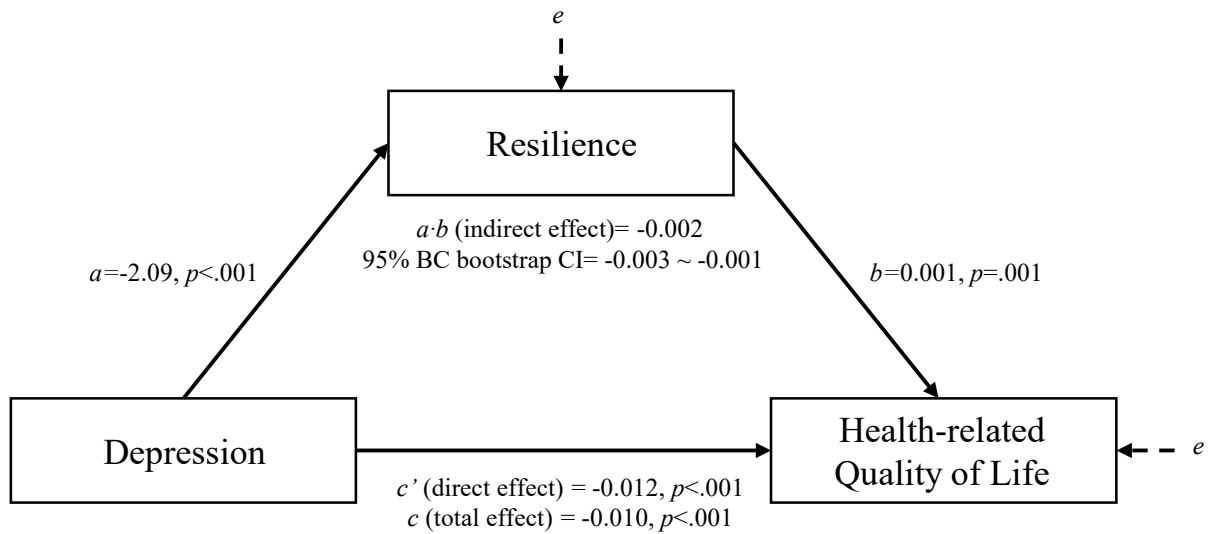 e
Resilience
a·b (indirect effect)= -0.002
95% BC bootstrap CI= -0.003 ~ -0.001
a=-2.09, p<.001
b=0.001, p=.001
Depression
Health-related
Quality of Life
e
c’ (direct effect) = -0.012, p<.001
c (total effect) = -0.010, p<.001